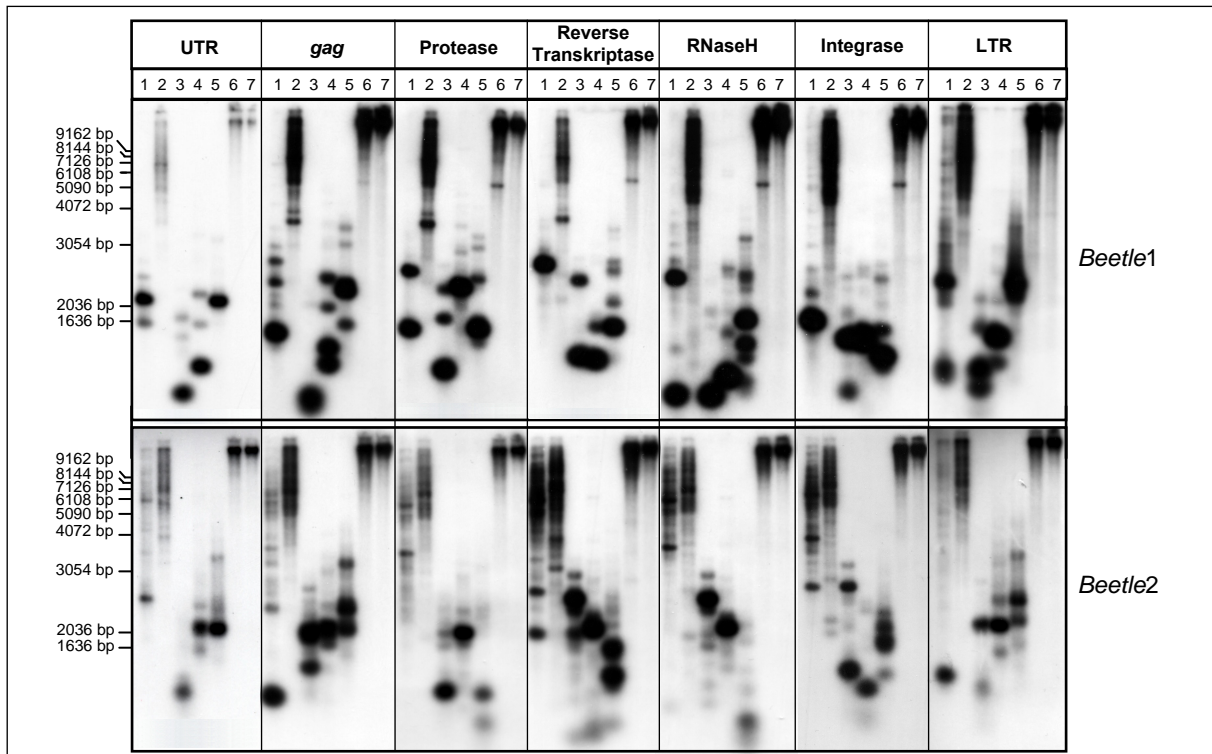 UTR gag Protease Reverse Transkriptase RNaseH Integrase LTR
1 2 3 4 5 6 7 1 2 3 4 5 6 7 1 2 3 4 5 6 7 1 2 3 4 5 6 7 1 2 3 4 5 6 7 1 2 3 4 5 6 7 1 2 3 4 5 6 7
9162 bp
8144 bp
7126 bp
6108 bp
5090 bp
4072 bp
3054 bp
2036 bp
1636 bp
Beetle1
9162 bp
8144 bp
7126 bp
6108 bp
5090 bp
4072 bp
3054 bp
2036 bp
1636 bp
Beetle2